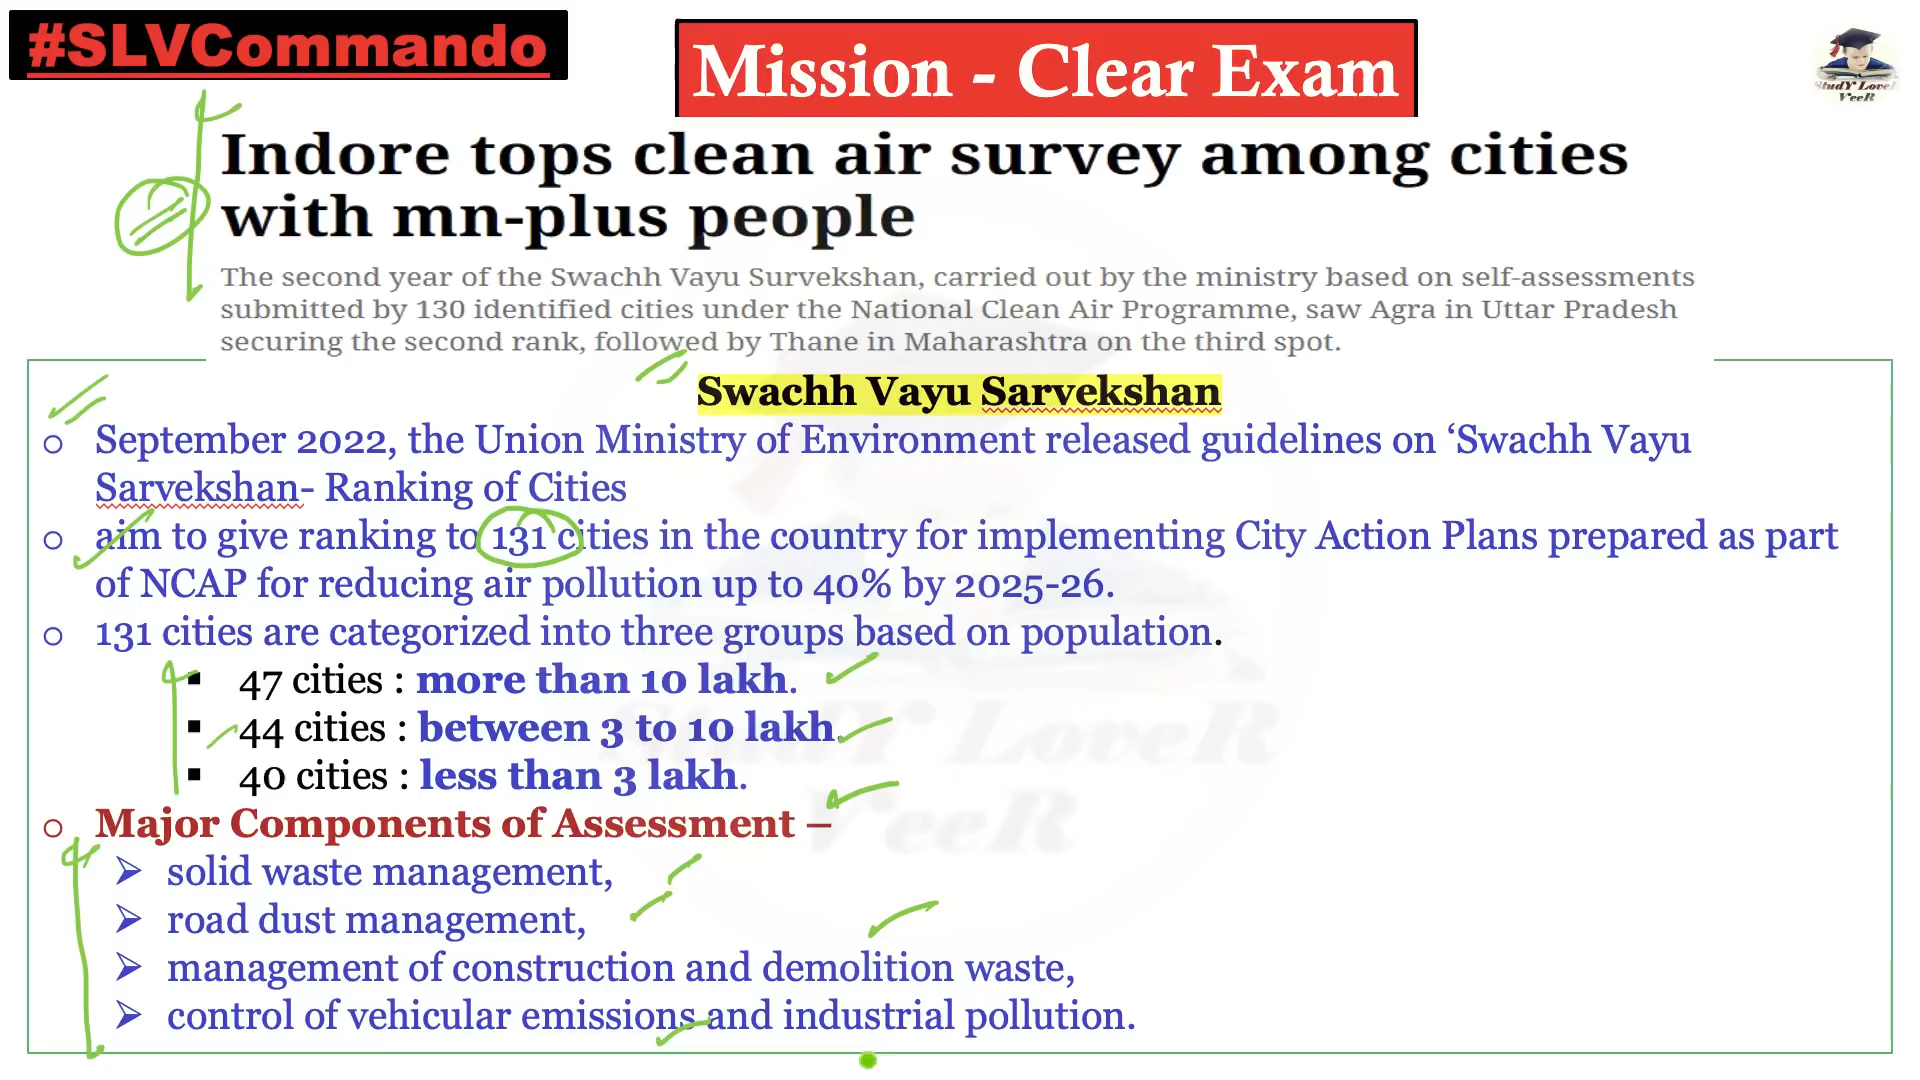 #SLVCommando
Mission - Clear Exam
StudY LoveR
VeeR
Indore tops clean air survey among cities
with mn-plus people
The second year of the Swachh Vayu Survekshan, carried out by the ministry based on self-assessments
submitted by 130 identified cities under the National Clean Air Programme, saw Agra in Uttar Pradesh
securing the second rank, followed by Thane in Maharashtra on the third spot.
Swachh Vayu Sarvekshan
o September 2022, the Union Ministry of Environment released guidelines on ‘Swachh Vayu
Sarvekshan- Ranking of Cities
o aim to give ranking to 131 cities in the country for implementing City Action Plans prepared as part
of NCAP for reducing air pollution up to 40% by 2025-26.
o 131 cities are categorized into three groups based on population.
▪ 47 cities : more than 10 lakh.
▪ 44 cities : between 3 to 10 lakh.
▪ 40 cities : less than 3 lakh.
StudY LoveR
VeeR
o Major Components of Assessment –
➢ solid waste management,
➢ road dust management,
➢ management of construction and demolition waste,
➢ control of vehicular emissions and industrial pollution.